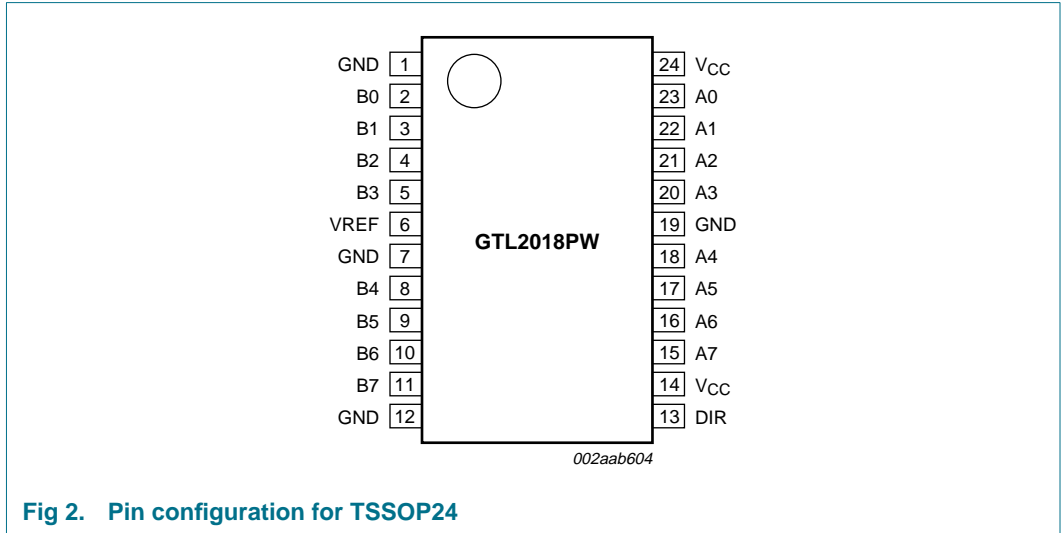 GND 1 24 VCC
B0 2 23 A0
B1 3 22 A1
B2 4 21 A2
B3 5 20 A3
VREF 6 19 GND
GTL2018PW
GND 7 18 A4
B4 8 17 A5
B5 9 16 A6
B6 10 15 A7
B7 11 14 VCC
GND 12 13 DIR
002aab604
Fig 2. Pin configuration for TSSOP24